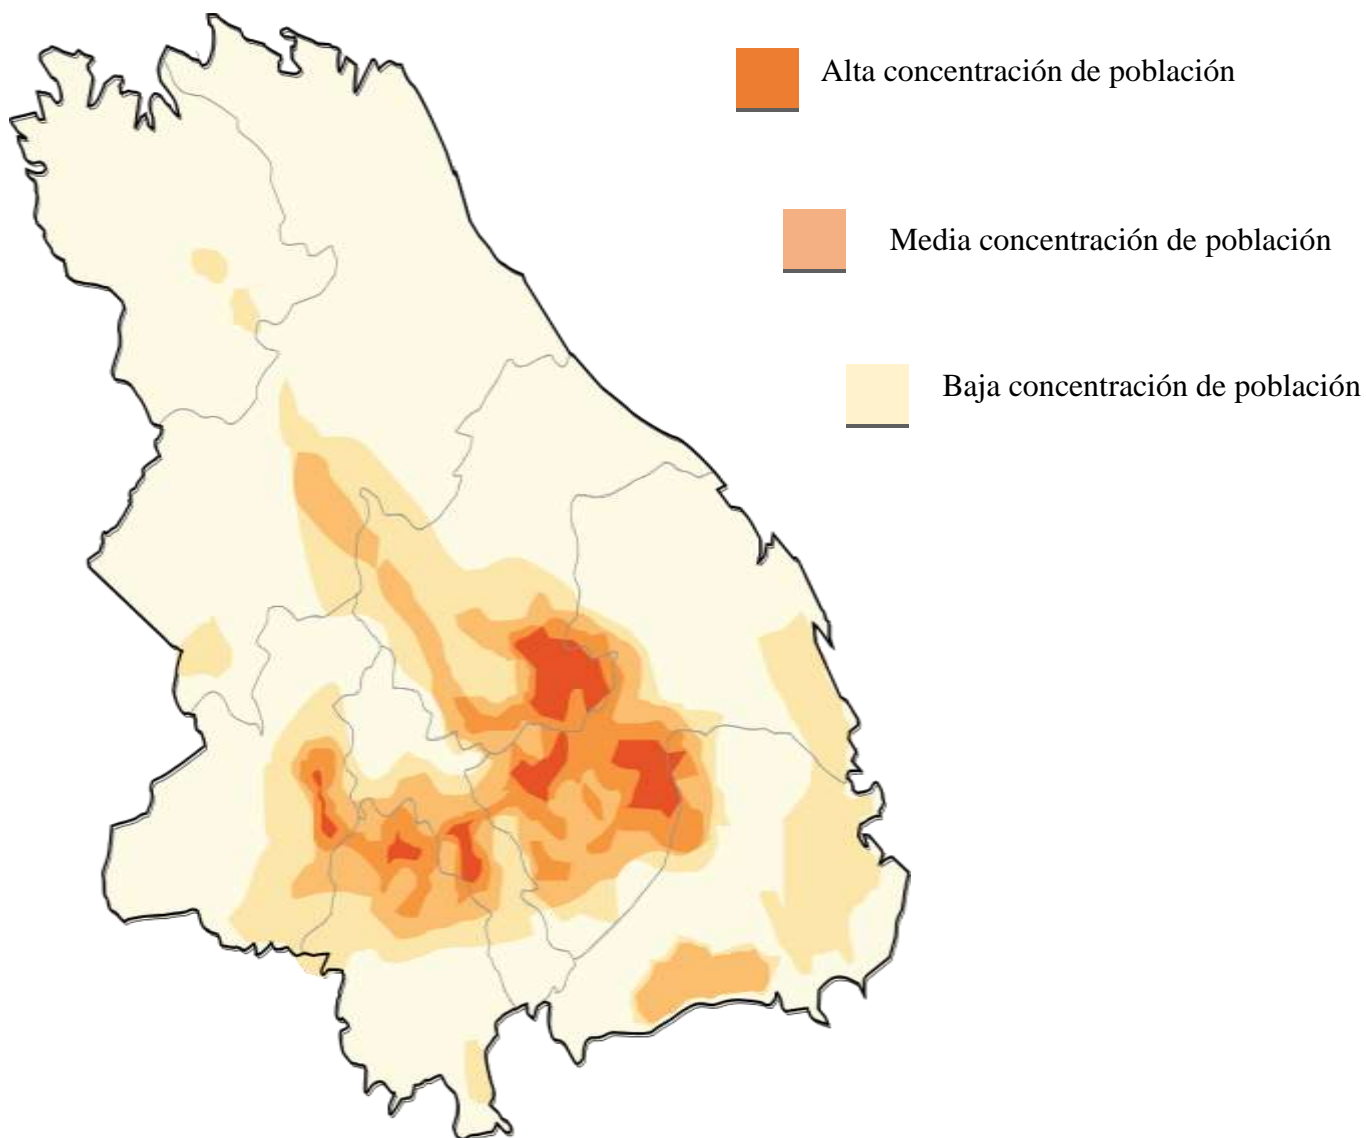 Alta concentración de población
Media concentración de población
Baja concentración de población